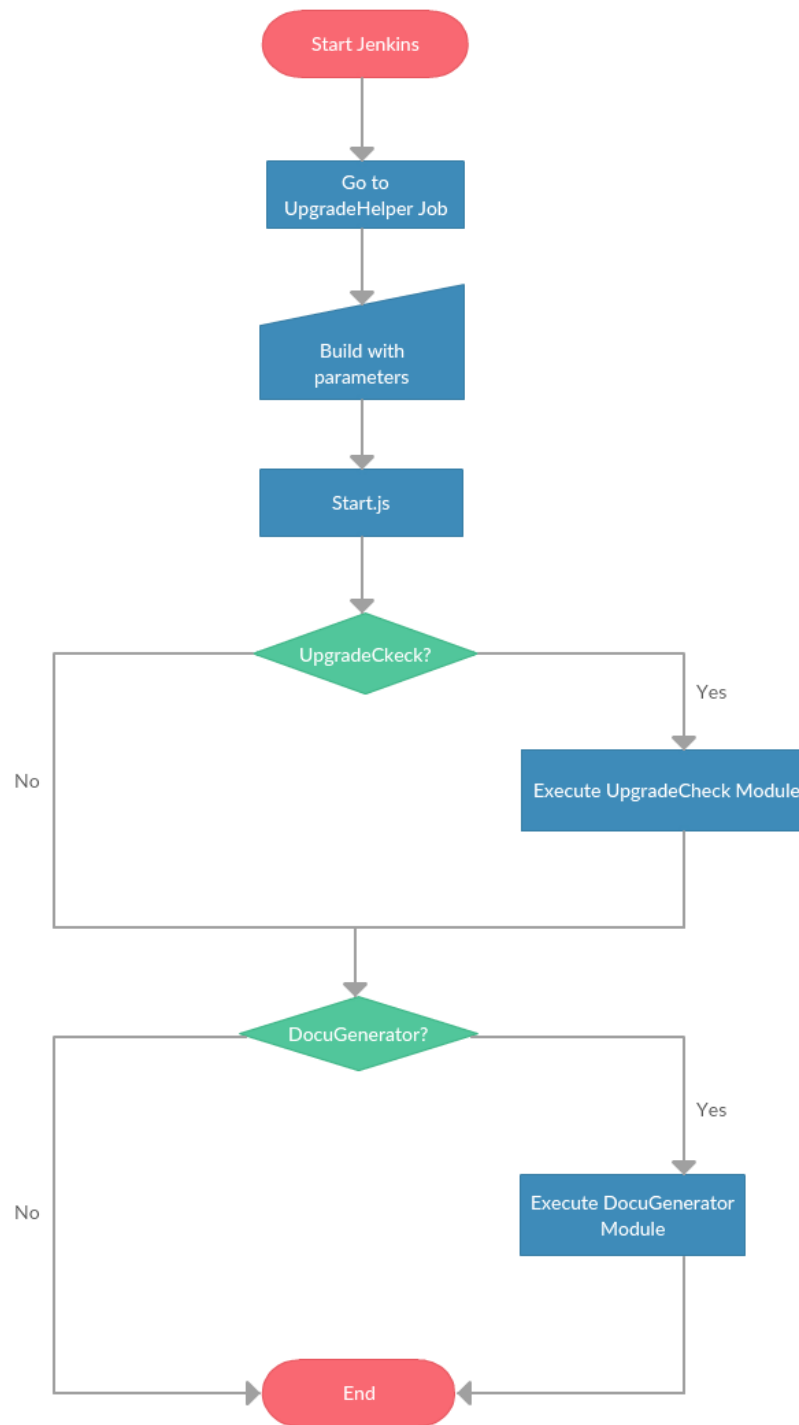 Start Jenkins
Go to
UpgradeHelper Job
Build with
parameters
Start.js
UpgradeCkeck?
Yes
No
Execute UpgradeCheck Module
DocuGenerator?
Yes
No
Execute DocuGenerator
Module
End